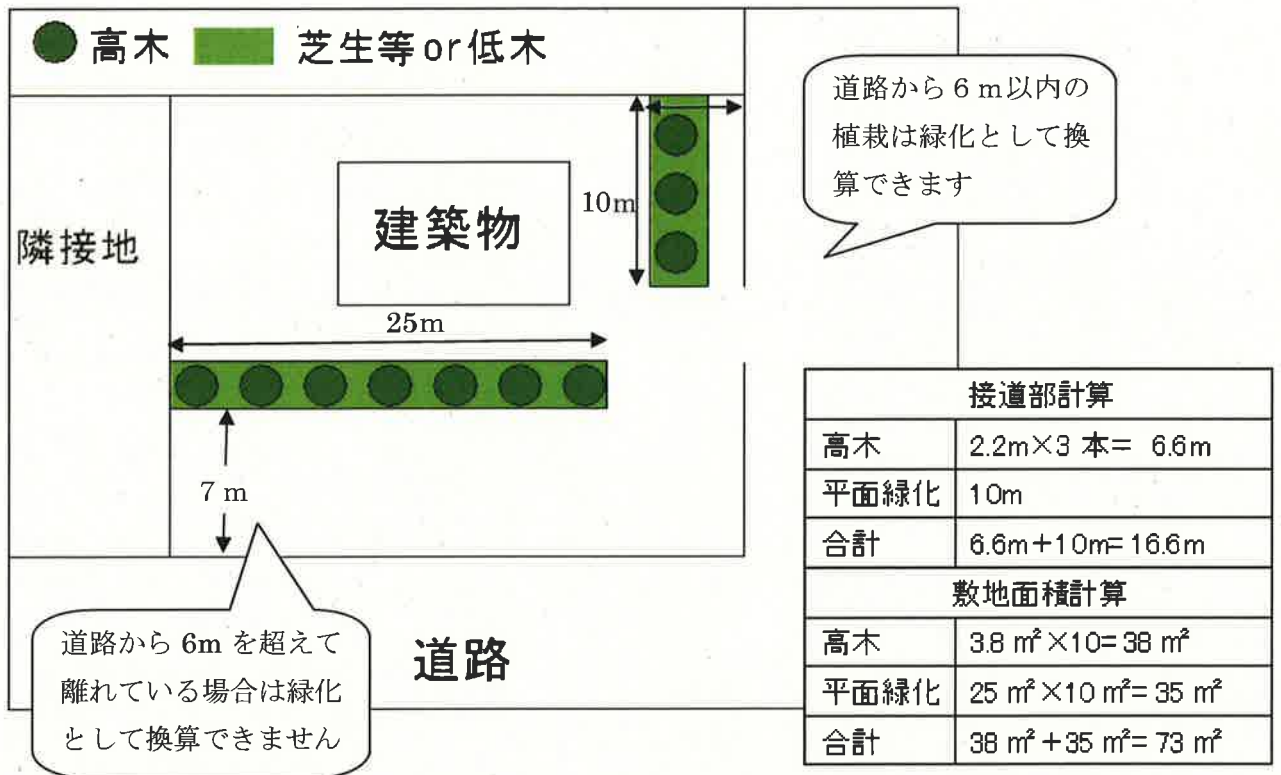 高木 芝生等or低木
道路から6m以内の
植栽は緑化として換
算できます
隣接地
建築物
10m
25m
7m
道路から6mを超えて
離れている場合は緑化
として換算できません
道路
接道部計算
高木 2.2m×3 本= 6.6m
平面緑化 10m
合計 6.6m+10m=16.6m
敷地面積計算
高木 3.8 ㎡×10=38 ㎡
平面緑化 25 ㎡×10 ㎡=35 ㎡
合計 38 ㎡+35 ㎡=73 ㎡